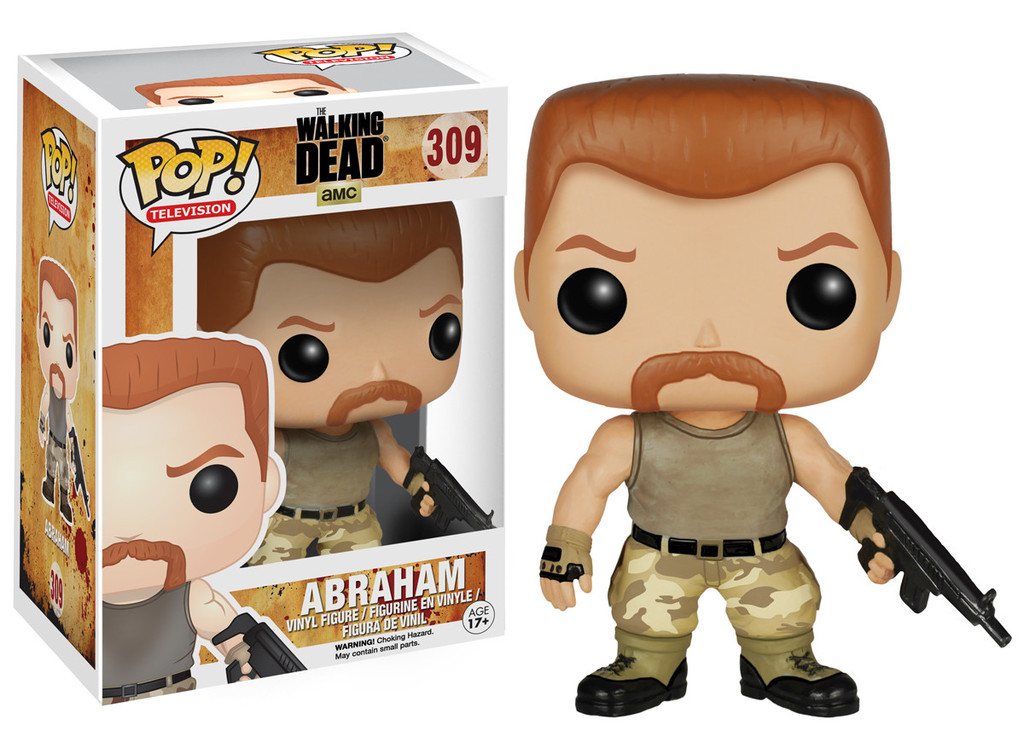 POP!
TELEVISION
POP!
TELEVISION
POP!
TELEVISION
THE
WALKING
DEAD®
aMC
309
ABRAHAM
309
ABRAHAM
VINYL FIGURE / FIGURINE EN VINYLE /
FIGURA DE VINIL
WARNING! Choking Hazard.
May contain small parts.
AGE
17+